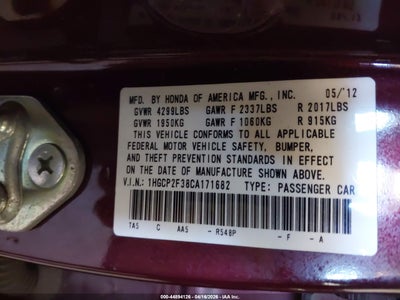 MFD. BY HONDA OF AMERICA MFG., INC. 05/'12
GVWR 4299LBS GAWR F 2337LBS R 2017LBS
GVWR 1950KG GAWR F 1060KG R 915KG
THIS VEHICLE CONFORMS TO ALL APPLICABLE
FEDERAL MOTOR VEHICLE SAFETY, BUMPER,
AND THEFT PREVENTION STANDARDS IN EFFECT
ON THE DATE OF MANUFACTURE SHOWN ABOVE.
V.I.N.: 1HGCP2F38CA171682 TYPE: PASSENGER CAR
TA5 C AA5 - R548P - F - A
000-44894126 - 04/16/2026 - IAA Inc.